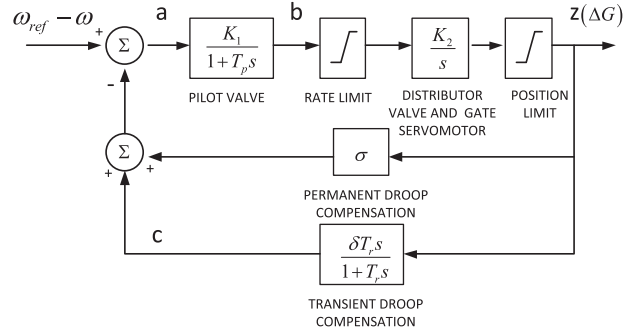 ω_ref − ω
+
Σ
-
a
K_1
1+T_p s
PILOT VALVE
b
RATE LIMIT
K_2
s
DISTRIBUTOR
VALVE AND GATE
SERVOMOTOR
POSITION
LIMIT
z(ΔG)
Σ
+
+
σ
PERMANENT DROOP
COMPENSATION
c
δT_r s
1+T_r s
TRANSIENT DROOP
COMPENSATION